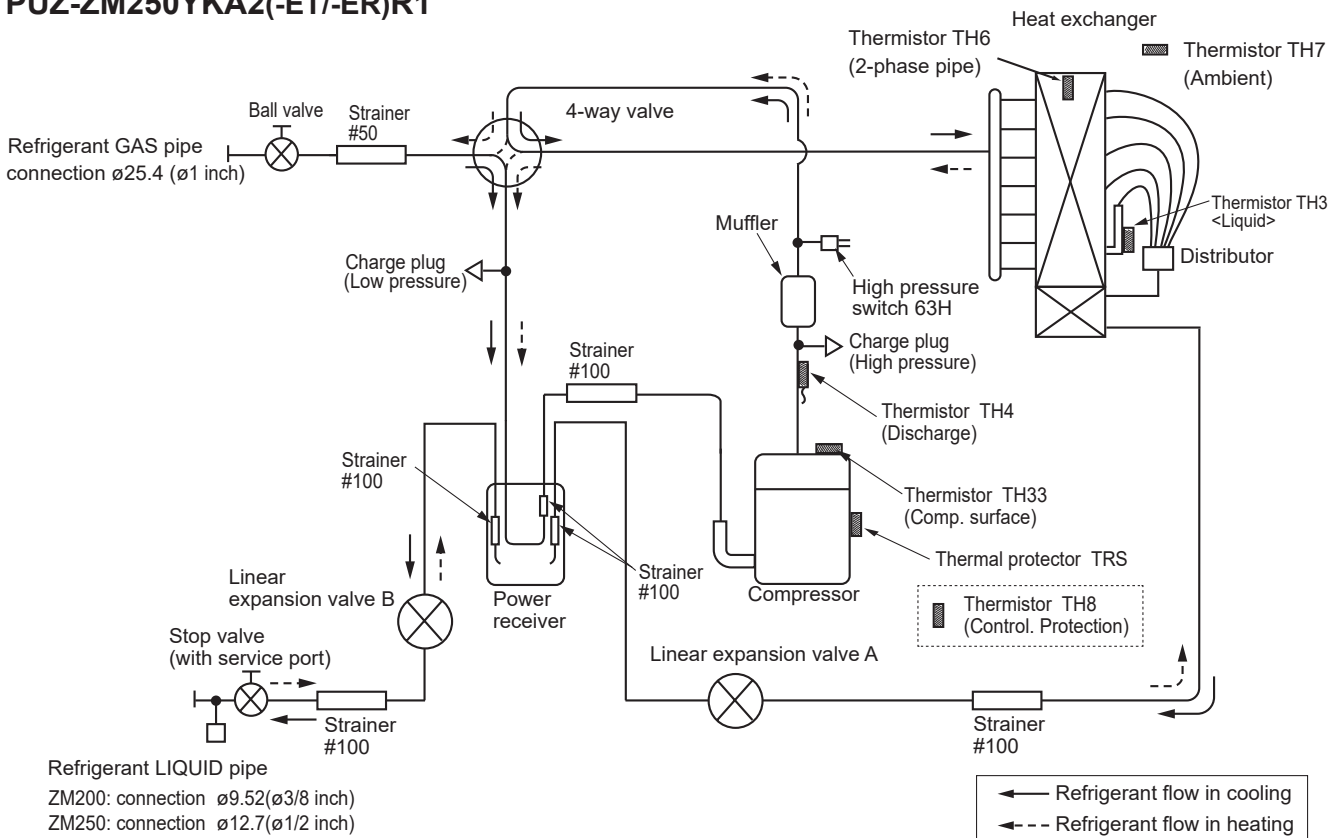 PUZ-ZM250YKA2(-ET/-ER)R1
Heat exchanger
Thermistor TH6
(2-phase pipe)
Thermistor TH7
(Ambient)
Ball valve
Strainer
#50
4-way valve
Refrigerant GAS pipe
connection ø25.4 (ø1 inch)
Thermistor TH3
<Liquid>
Muffler
Distributor
Charge plug
(Low pressure)
High pressure
switch 63H
Charge plug
(High pressure)
Strainer
#100
Thermistor TH4
(Discharge)
Strainer
#100
Thermistor TH33
(Comp. surface)
Thermal protector TRS
Strainer
#100
Linear
expansion valve B
Power
receiver
Compressor
Thermistor TH8
(Control. Protection)
Stop valve
(with service port)
Linear expansion valve A
Strainer
#100
Strainer
#100
Refrigerant LIQUID pipe
ZM200: connection ø9.52(ø3/8 inch)
ZM250: connection ø12.7(ø1/2 inch)
Refrigerant flow in cooling
Refrigerant flow in heating